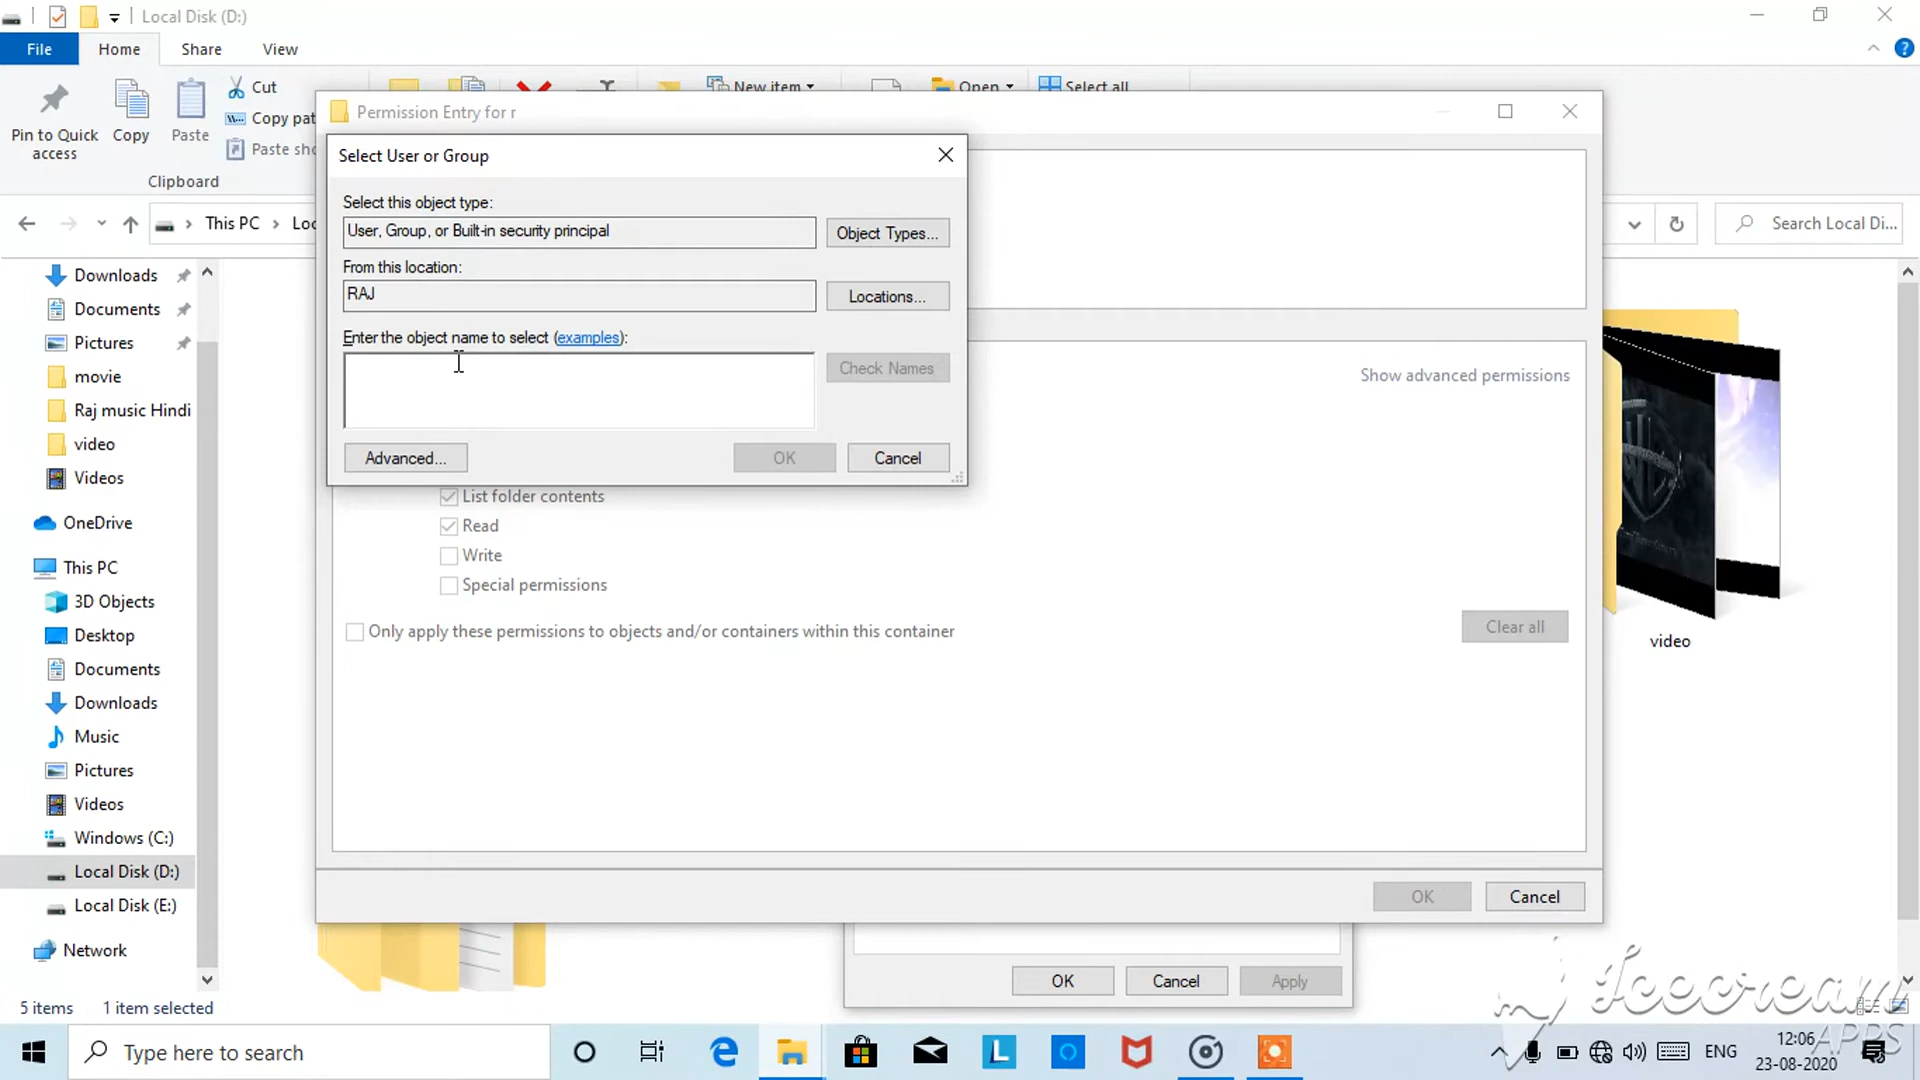 Local Disk (D:)
File
Home
Share
View
Pin to Quick access
Copy
Paste
Cut
Copy pat
Paste sho
Clipboard
New item
Open
Select all
This PC
Loc
Search Local Di...
Permission Entry for r
Select User or Group
Select this object type:
User, Group, or Built-in security principal
Object Types...
From this location:
RAJ
Locations...
Enter the object name to select (examples):
Check Names
Advanced...
OK
Cancel
Show advanced permissions
List folder contents
Read
Write
Special permissions
Only apply these permissions to objects and/or containers within this container
Clear all
OK
Cancel
OK
Cancel
Apply
Downloads
Documents
Pictures
movie
Raj music Hindi
video
Videos
OneDrive
This PC
3D Objects
Desktop
Documents
Downloads
Music
Pictures
Videos
Windows (C:)
Local Disk (D:)
Local Disk (E:)
Network
video
5 items
1 item selected
Icecream
APPS
Type here to search
L
ENG
12:06
23-08-2020